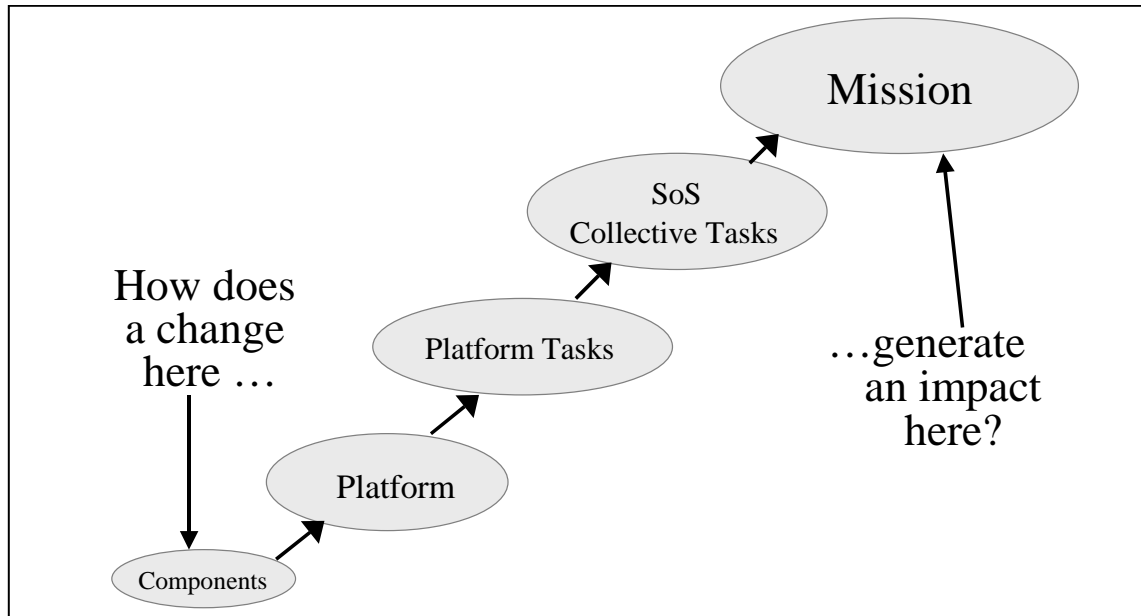 Mission
SoS
Collective Tasks
How does
a change
here …
Platform Tasks
…generate
an impact
here?
Platform
Components